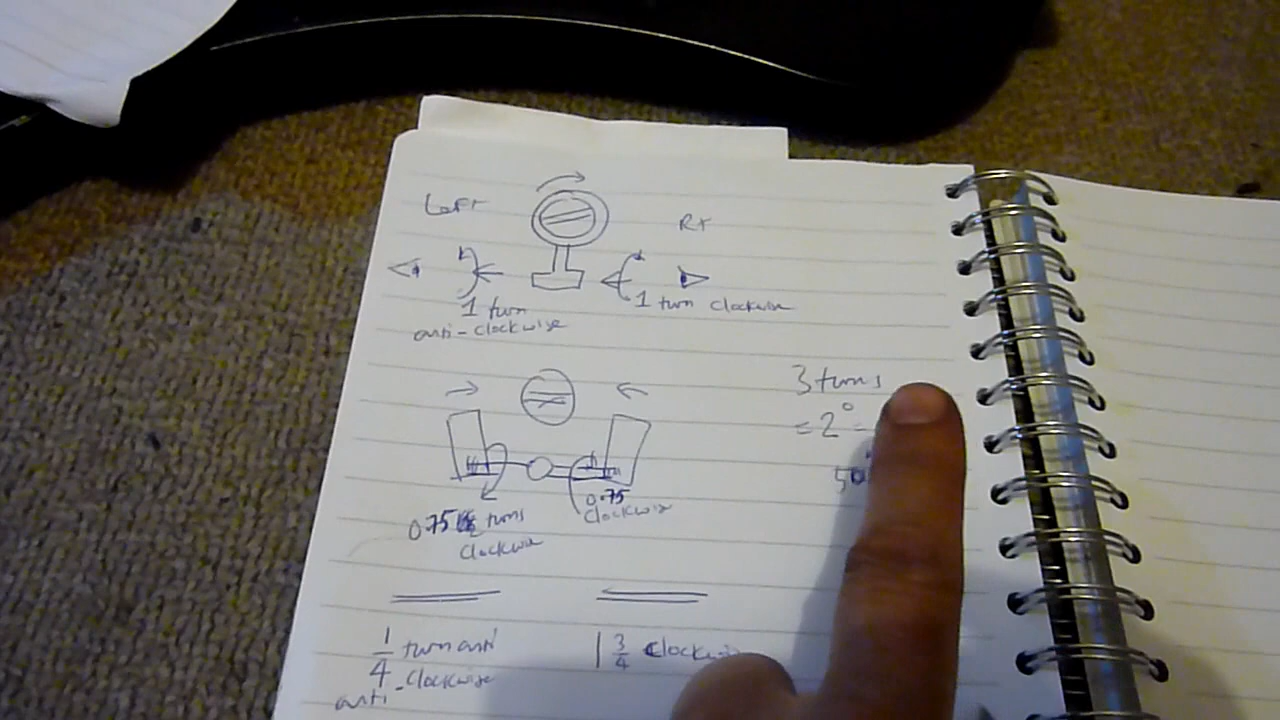 Left
Rt
1 turn
anti-clockwise
1 turn clockwise
3 turns
= 2° =
0.75 turns
clockwise
0.75
clockwise
1/4 turn anti
anti-clockwise
1 3/4 clockwise